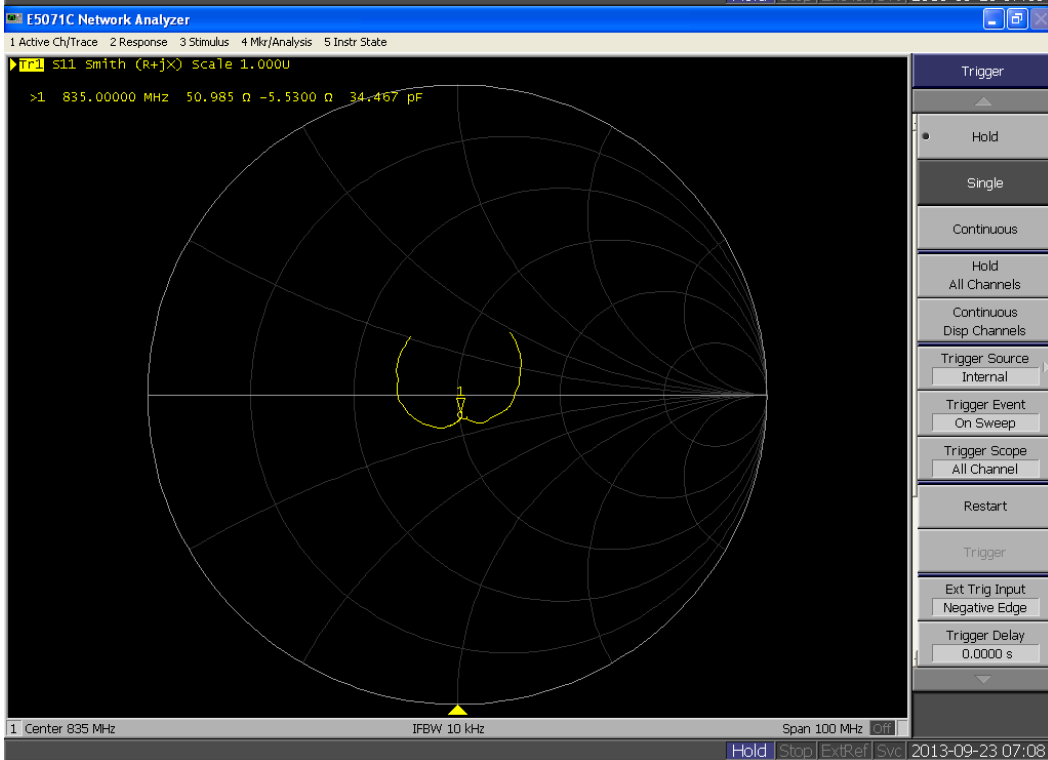 E5071C Network Analyzer
1 Active Ch/Trace 2 Response 3 Stimulus 4 Mkr/Analysis 5 Instr State
Tr1 S11 Smith (R+jX) Scale 1.000U
>1 835.00000 MHz 50.985 Ω -5.5300 Ω 34.467 pF
1
Trigger
Hold
Single
Continuous
Hold
All Channels
Continuous
Disp Channels
Trigger Source
Internal
Trigger Event
On Sweep
Trigger Scope
All Channel
Restart
Trigger
Ext Trig Input
Negative Edge
Trigger Delay
0.0000 s
1 Center 835 MHz IFBW 10 kHz Span 100 MHz Off
Hold Stop ExtRef Svc 2013-09-23 07:08